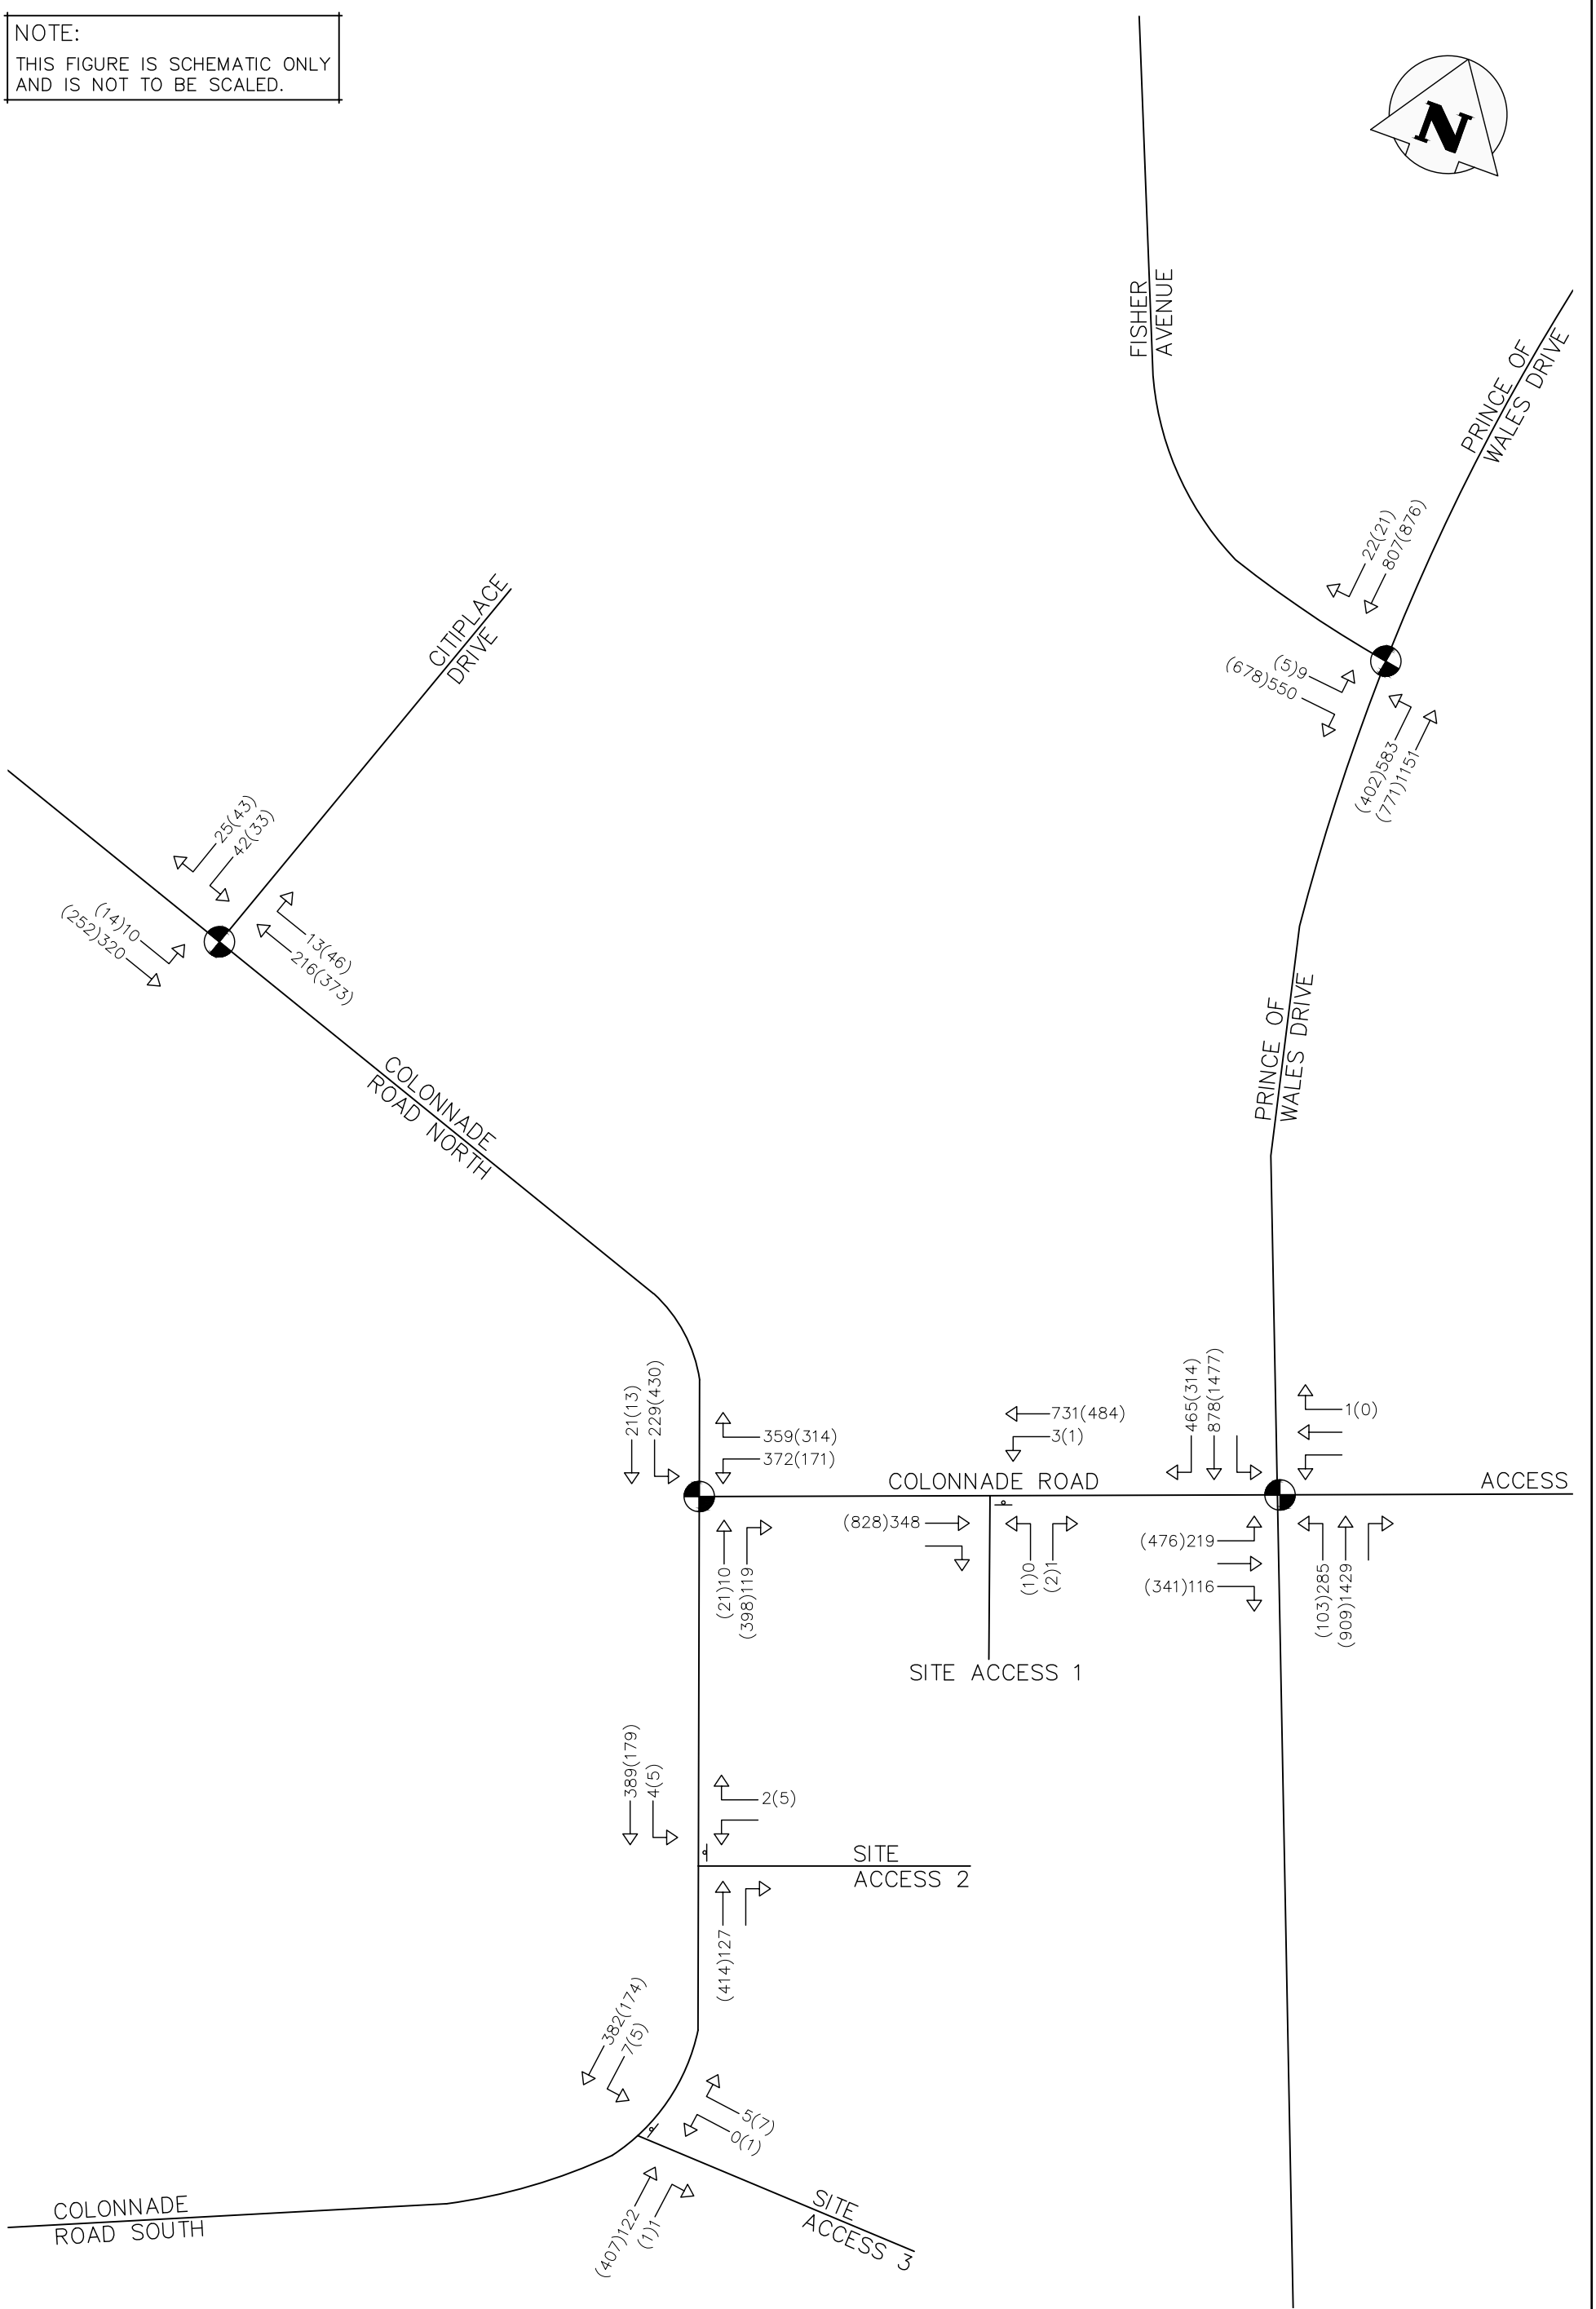 NOTE:
THIS FIGURE IS SCHEMATIC ONLY
AND IS NOT TO BE SCALED.
N
FISHER
AVENUE
PRINCE OF
WALES DRIVE
22(21)
807(876)
(5)9
(678)550
(402)583
(771)1151
CITIPLACE
DRIVE
25(43)
42(33)
(14)10
(252)320
13(46)
216(373)
COLONNADE
ROAD NORTH
PRINCE OF
WALES DRIVE
21(13)
229(430)
359(314)
372(171)
731(484)
3(1)
465(314)
878(1477)
1(0)
COLONNADE ROAD
ACCESS
(21)10
(398)119
(828)348
(1)0
(2)1
(476)219
(341)116
(103)285
(909)1429
SITE ACCESS 1
389(179)
4(5)
2(5)
SITE
ACCESS 2
(414)127
382(174)
7(5)
5(7)
0(1)
(407)122
(1)1
SITE
ACCESS 3
COLONNADE
ROAD SOUTH